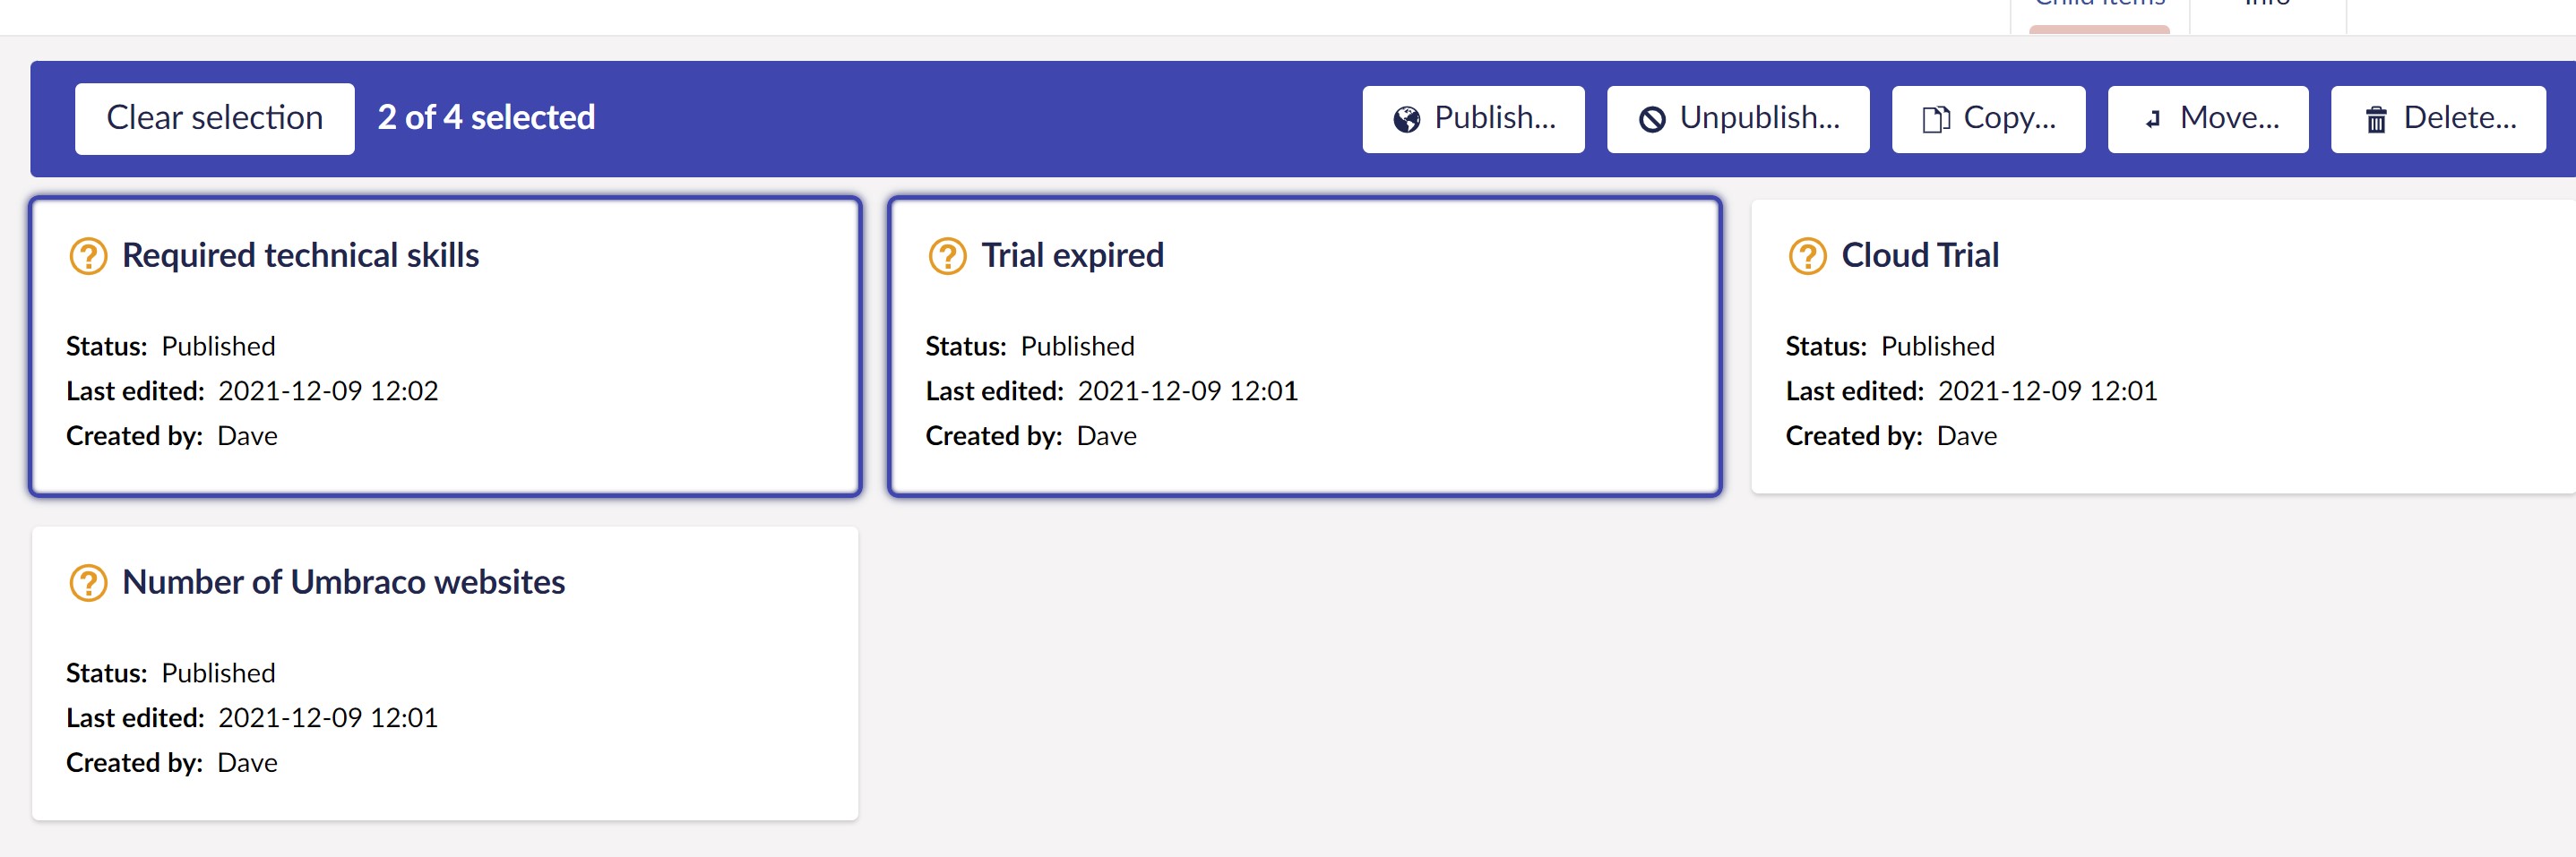 Child items Info
Clear selection 2 of 4 selected Publish... Unpublish... Copy... Move... Delete...
Required technical skills
Status: Published
Last edited: 2021-12-09 12:02
Created by: Dave
Trial expired
Status: Published
Last edited: 2021-12-09 12:01
Created by: Dave
Cloud Trial
Status: Published
Last edited: 2021-12-09 12:01
Created by: Dave
Number of Umbraco websites
Status: Published
Last edited: 2021-12-09 12:01
Created by: Dave